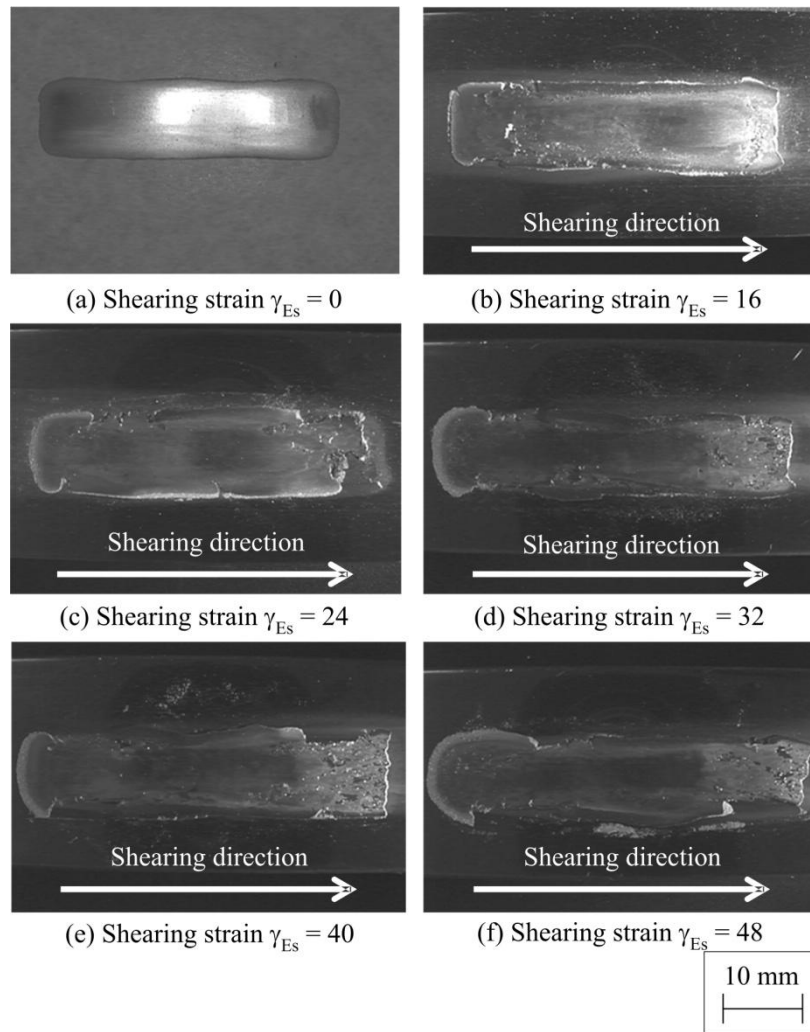 (a) Shearing strain γEs = 0
Shearing direction
(b) Shearing strain γEs = 16
Shearing direction
(c) Shearing strain γEs = 24
Shearing direction
(d) Shearing strain γEs = 32
Shearing direction
(e) Shearing strain γEs = 40
Shearing direction
(f) Shearing strain γEs = 48
10 mm